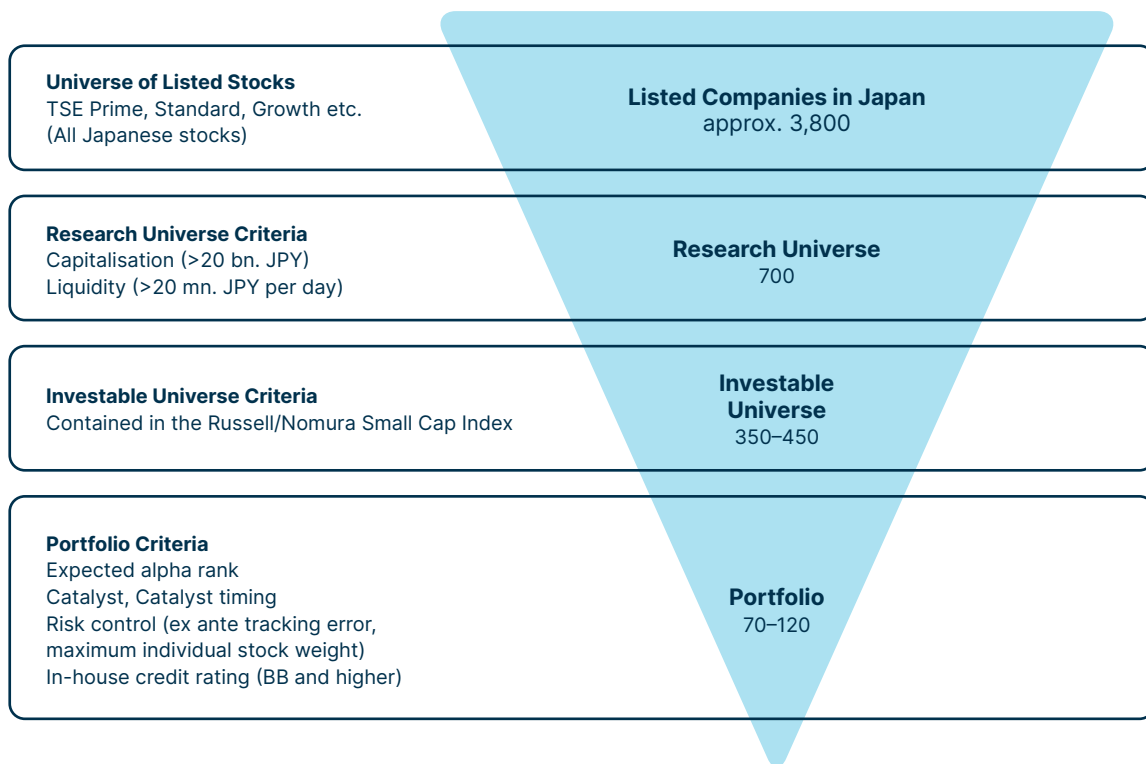 Universe of Listed Stocks
TSE Prime, Standard, Growth etc.
(All Japanese stocks)
Listed Companies in Japan
approx. 3,800
Research Universe Criteria
Capitalisation (>20 bn. JPY)
Liquidity (>20 mn. JPY per day)
Research Universe
700
Investable Universe Criteria
Contained in the Russell/Nomura Small Cap Index
Investable
Universe
350–450
Portfolio Criteria
Expected alpha rank
Catalyst, Catalyst timing
Risk control (ex ante tracking error,
maximum individual stock weight)
In-house credit rating (BB and higher)
Portfolio
70–120